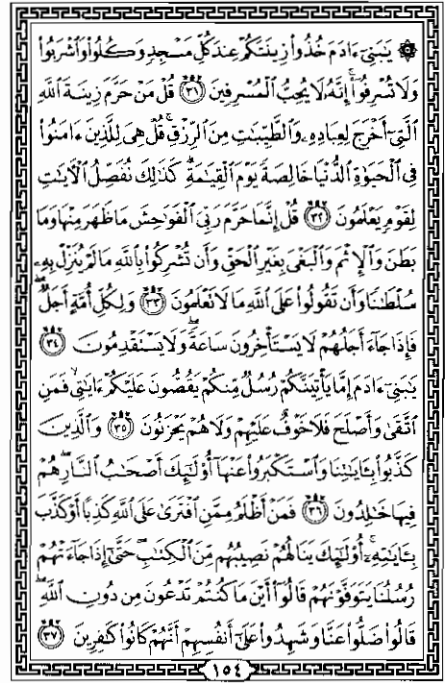 ۞ يَٰبَنِىٓ ءَادَمَ خُذُوا۟ زِينَتَكُمْ عِندَ كُلِّ مَسْجِدٍ وَكُلُوا۟ وَٱشْرَبُوا۟
وَلَا تُسْرِفُوٓا۟ ۚ إِنَّهُۥ لَا يُحِبُّ ٱلْمُسْرِفِينَ ﴿٣١﴾ قُلْ مَنْ حَرَّمَ زِينَةَ ٱللَّهِ
ٱلَّتِىٓ أَخْرَجَ لِعِبَادِهِۦ وَٱلطَّيِّبَٰتِ مِنَ ٱلرِّزْقِ ۚ قُلْ هِىَ لِلَّذِينَ ءَامَنُوا۟
فِى ٱلْحَيَوٰةِ ٱلدُّنْيَا خَالِصَةً يَوْمَ ٱلْقِيَٰمَةِ ۗ كَذَٰلِكَ نُفَصِّلُ ٱلْءَايَٰتِ
لِقَوْمٍ يَعْلَمُونَ ﴿٣٢﴾ قُلْ إِنَّمَا حَرَّمَ رَبِّىَ ٱلْفَوَٰحِشَ مَا ظَهَرَ مِنْهَا وَمَا
بَطَنَ وَٱلْإِثْمَ وَٱلْبَغْىَ بِغَيْرِ ٱلْحَقِّ وَأَن تُشْرِكُوا۟ بِٱللَّهِ مَا لَمْ يُنَزِّلْ بِهِۦ
سُلْطَٰنًا وَأَن تَقُولُوا۟ عَلَى ٱللَّهِ مَا لَا تَعْلَمُونَ ﴿٣٣﴾ وَلِكُلِّ أُمَّةٍ أَجَلٌ ۖ
فَإِذَا جَآءَ أَجَلُهُمْ لَا يَسْتَأْخِرُونَ سَاعَةً ۖ وَلَا يَسْتَقْدِمُونَ ﴿٣٤﴾
يَٰبَنِىٓ ءَادَمَ إِمَّا يَأْتِيَنَّكُمْ رُسُلٌ مِّنكُمْ يَقُصُّونَ عَلَيْكُمْ ءَايَٰتِى ۙ فَمَنِ
ٱتَّقَىٰ وَأَصْلَحَ فَلَا خَوْفٌ عَلَيْهِمْ وَلَا هُمْ يَحْزَنُونَ ﴿٣٥﴾ وَٱلَّذِينَ
كَذَّبُوا۟ بِـَٔايَٰتِنَا وَٱسْتَكْبَرُوا۟ عَنْهَآ أُو۟لَٰٓئِكَ أَصْحَٰبُ ٱلنَّارِ ۖ هُمْ
فِيهَا خَٰلِدُونَ ﴿٣٦﴾ فَمَنْ أَظْلَمُ مِمَّنِ ٱفْتَرَىٰ عَلَى ٱللَّهِ كَذِبًا أَوْ كَذَّبَ
بِـَٔايَٰتِهِۦٓ ۚ أُو۟لَٰٓئِكَ يَنَالُهُمْ نَصِيبُهُم مِّنَ ٱلْكِتَٰبِ ۖ حَتَّىٰٓ إِذَا جَآءَتْهُمْ
رُسُلُنَا يَتَوَفَّوْنَهُمْ قَالُوٓا۟ أَيْنَ مَا كُنتُمْ تَدْعُونَ مِن دُونِ ٱللَّهِ ۖ
قَالُوا۟ ضَلُّوا۟ عَنَّا وَشَهِدُوا۟ عَلَىٰٓ أَنفُسِهِمْ أَنَّهُمْ كَانُوا۟ كَٰفِرِينَ ﴿٣٧﴾
١٥٤